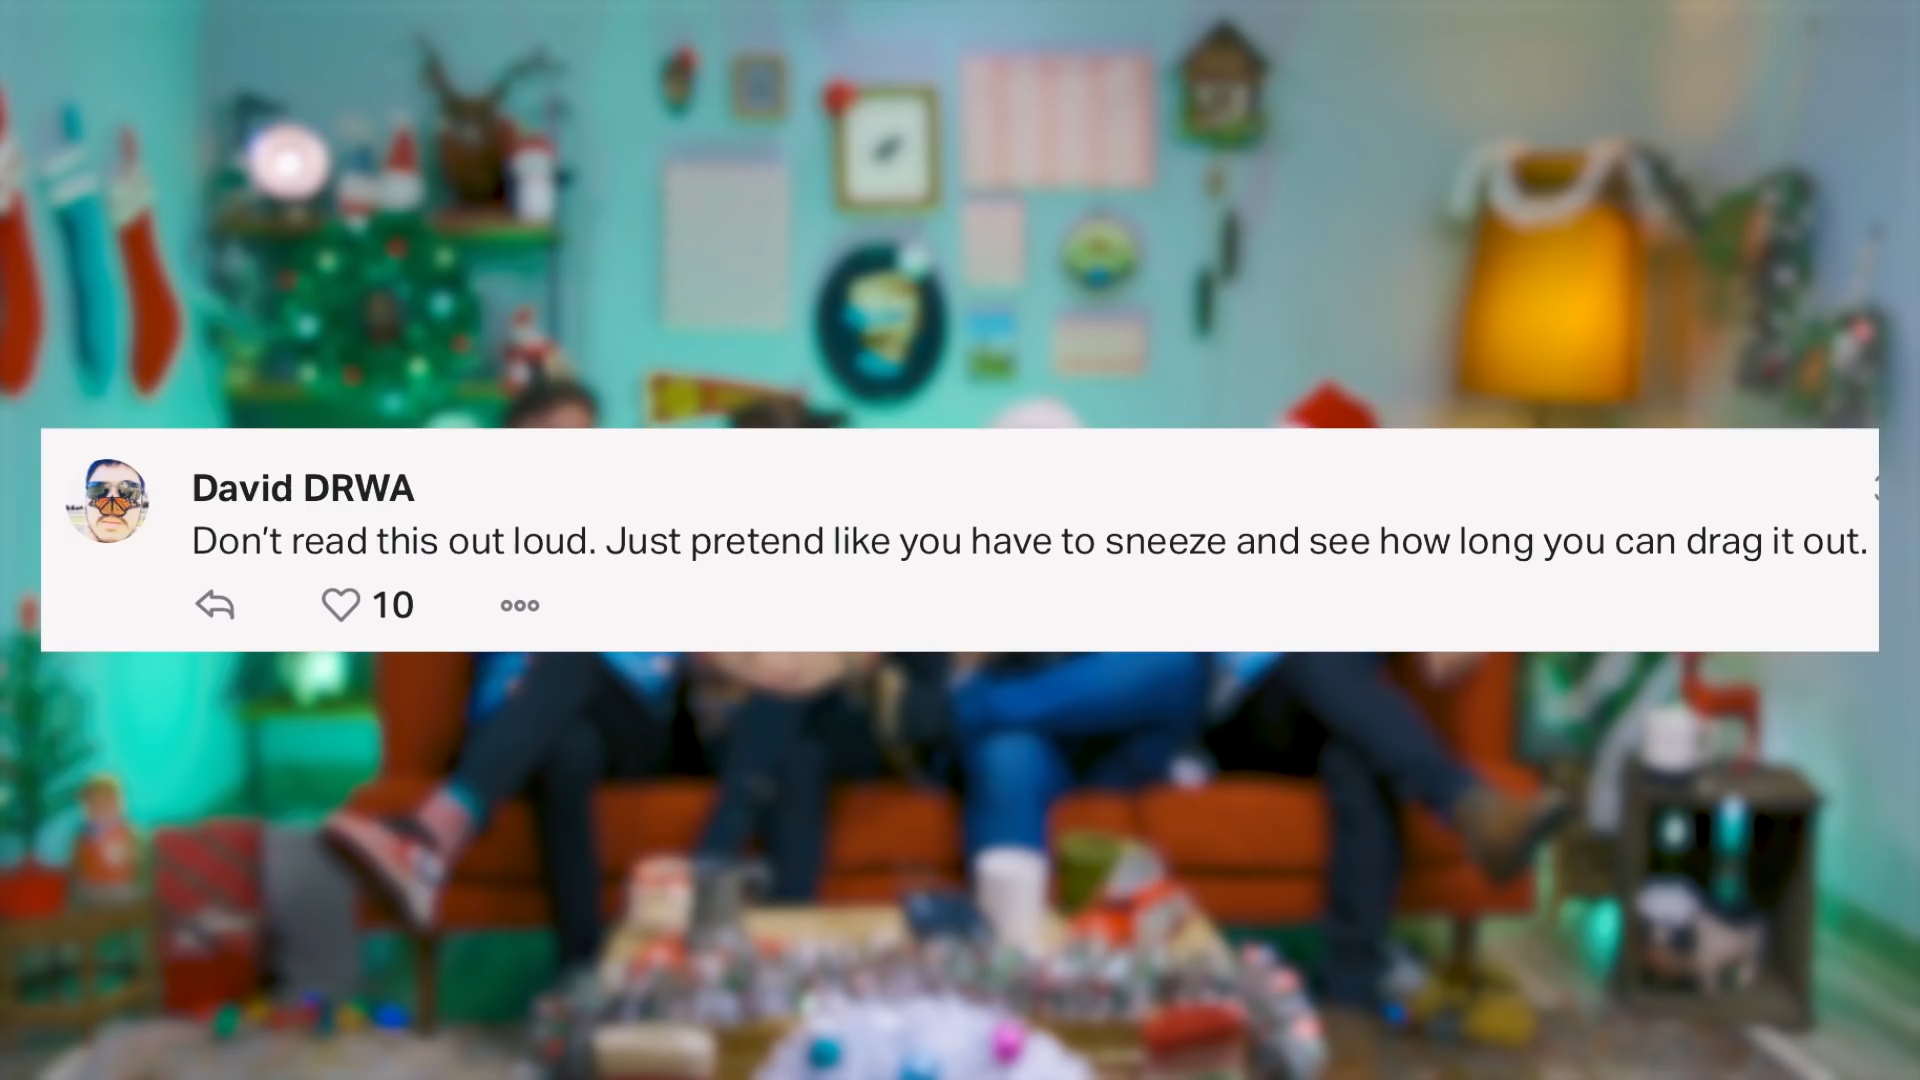 David DRWA
Don't read this out loud. Just pretend like you have to sneeze and see how long you can drag it out.
10